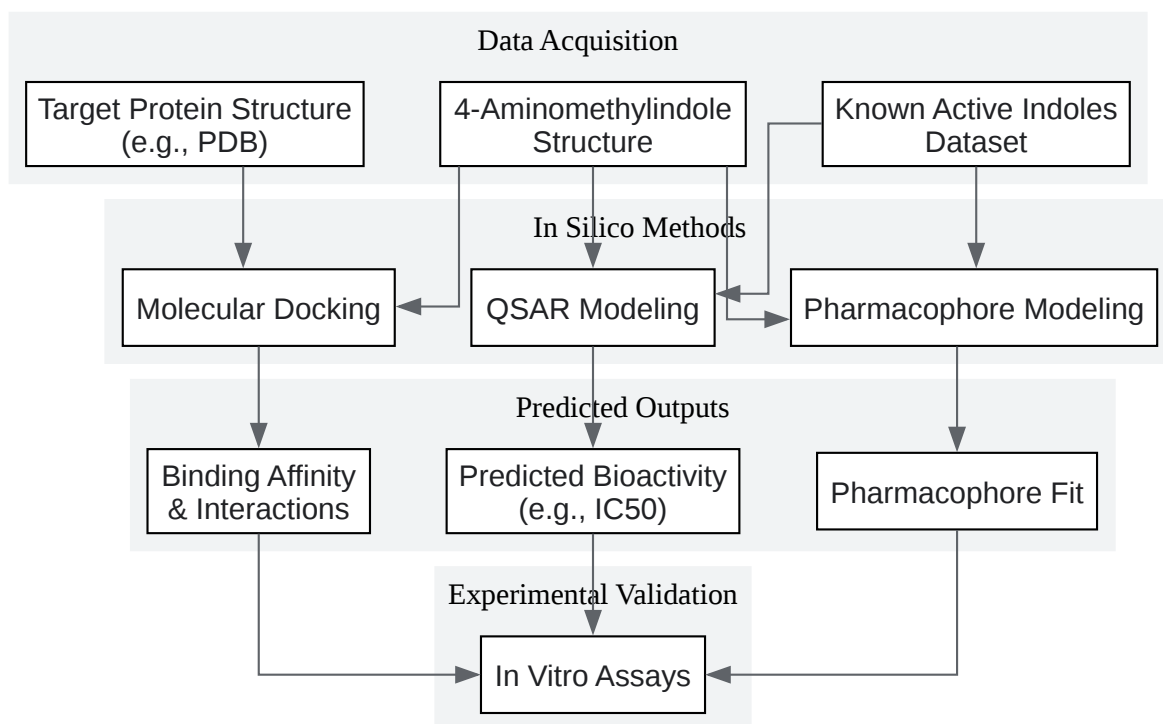 Data Acquisition
Target Protein Structure
(e.g., PDB)
4-Aminomethylindole
Structure
Known Active Indoles
Dataset
In Silico Methods
Molecular Docking
QSAR Modeling
Pharmacophore Modeling
Predicted Outputs
Binding Affinity
& Interactions
Predicted Bioactivity
(e.g., IC50)
Pharmacophore Fit
Experimental Validation
In Vitro Assays